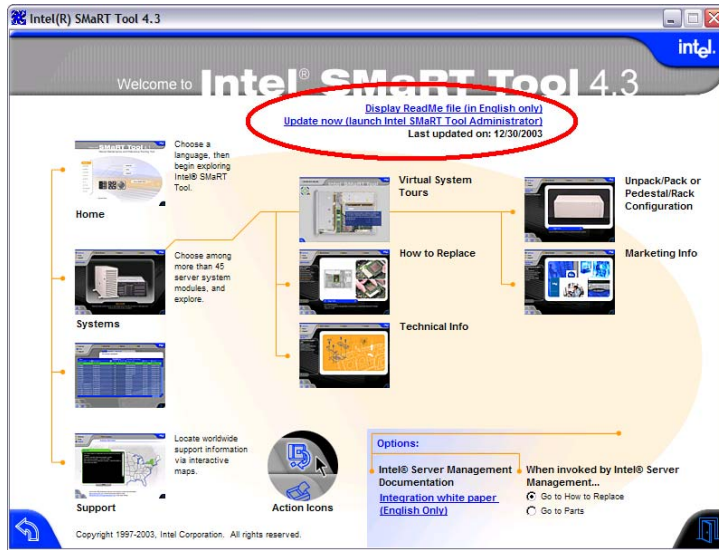 Intel(R) SMaRT Tool 4.3
intel.
Welcome to Intel® SMaRT Tool 4.3
Display ReadMe file (in English only)
Update now (launch Intel SMaRT Tool Administrator)
Last updated on: 12/30/2003
Choose a
language, then
begin exploring
Intel® SMaRT
Tool.
Home
Choose among
more than 45
server system
modules, and
explore.
Systems
Virtual System
Tours
How to Replace
Technical Info
Unpack/Pack or
Pedestal/Rack
Configuration
Marketing Info
Locate worldwide
support information
via interactive
maps.
Support
Action Icons
Options:
Intel® Server Management
Documentation
Integration white paper
(English Only)
When invoked by Intel® Server
Management...
Go to How to Replace
Go to Parts
Copyright 1997-2003, Intel Corporation. All rights reserved.